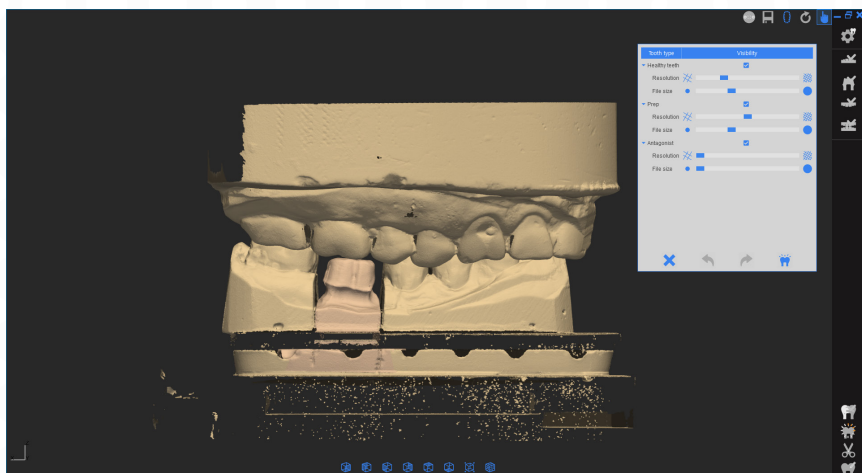 Tooth type Visibility
Healthy teeth
Resolution
File size
Prep
Resolution
File size
Antagonist
Resolution
File size